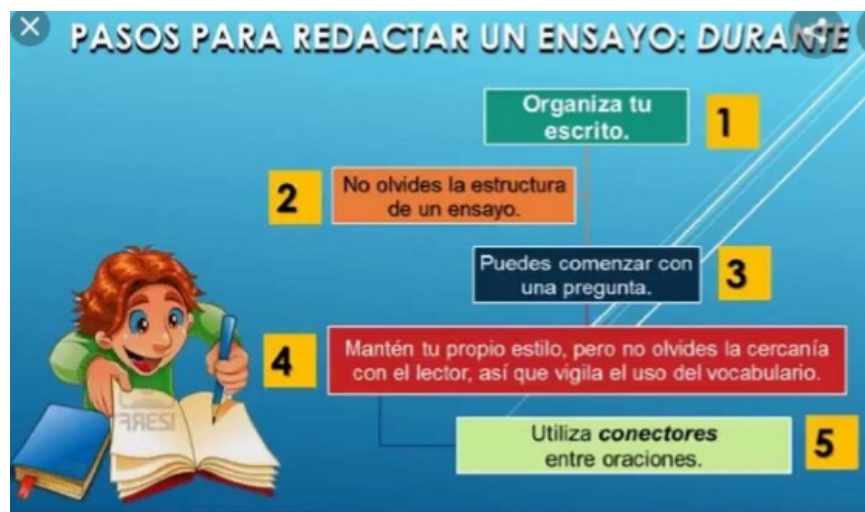 PASOS PARA REDACTAR UN ENSAYO: DURANTE
Organiza tu
escrito.
1
2
No olvides la estructura
de un ensayo.
Puedes comenzar con
una pregunta.
3
4
Mantén tu propio estilo, pero no olvides la cercanía
con el lector, así que vigila el uso del vocabulario.
Utiliza conectores
entre oraciones.
5